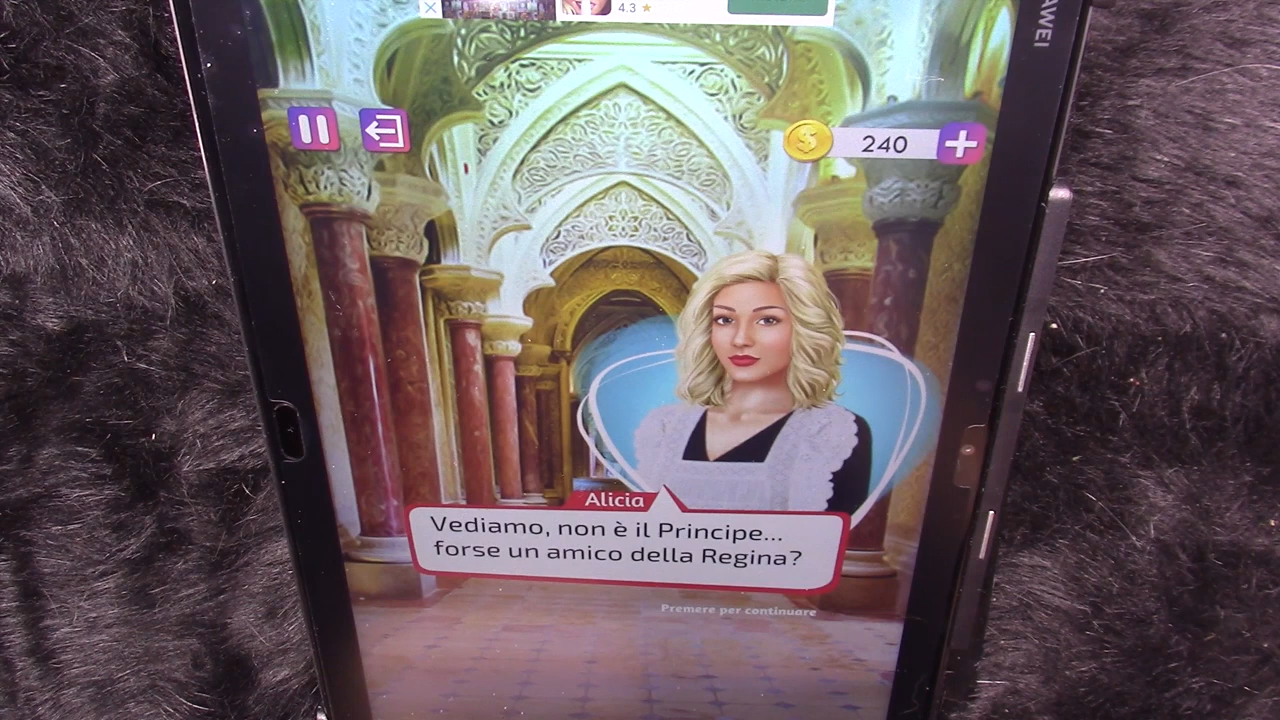 4.3 ★
240
Alicia
Vediamo, non è il Principe...
forse un amico della Regina?
Premere per continuare